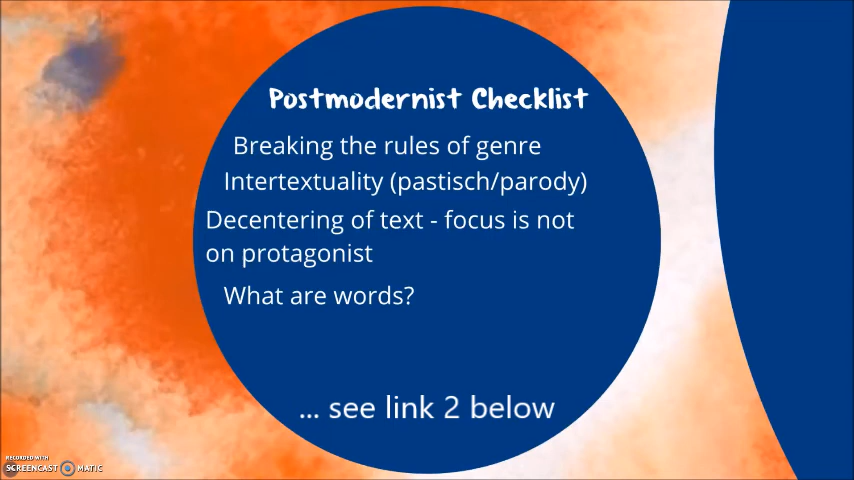 Postmodernist Checklist
Breaking the rules of genre
Intertextuality (pastisch/parody)
Decentering of text - focus is not
on protagonist
What are words?
... see link 2 below
RECORDED WITH
SCREENCAST MATIC